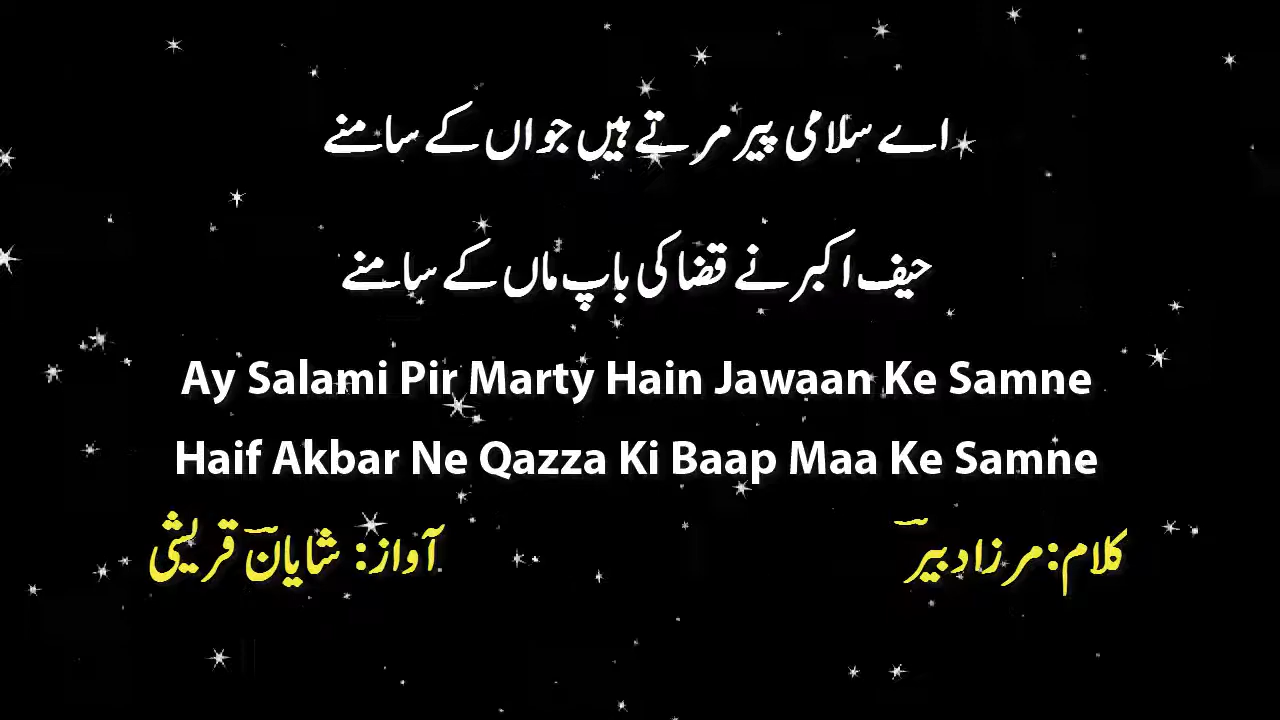 اے سلامی پیر مرتے ہیں جواں کے سامنے
حیف اکبر نے قضا کی باپ ماں کے سامنے
Ay Salami Pir Marty Hain Jawaan Ke Samne
Haif Akbar Ne Qazza Ki Baap Maa Ke Samne
کلام: مرزا دبیرؔ آواز: شایانؔ قریشی